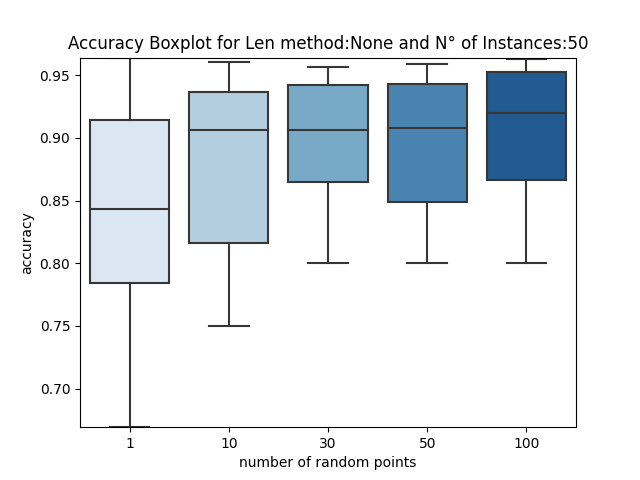 Accuracy Boxplot for Len method:None and N° of Instances:50
0.95
0.90
0.85
0.80
0.75
0.70
accuracy
1 10 30 50 100
number of random points